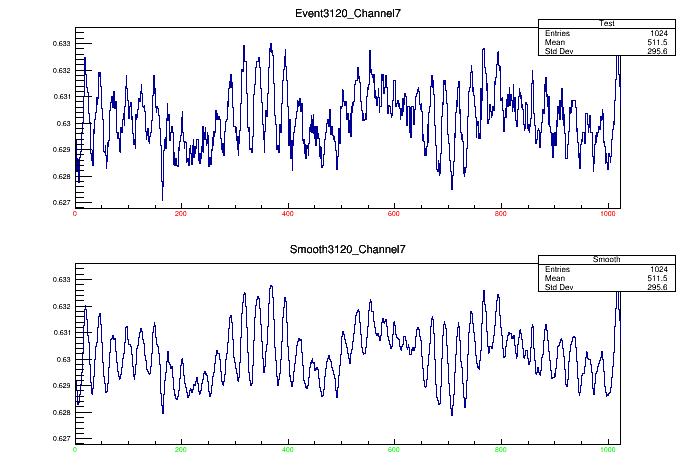 Event3120_Channel7
Test
Entries 1024
Mean 511.5
Std Dev 295.6
0.633
0.632
0.631
0.63
0.629
0.628
0.627
0 200 400 600 800 1000
Smooth3120_Channel7
Smooth
Entries 1024
Mean 511.5
Std Dev 295.6
0.633
0.632
0.631
0.63
0.629
0.628
0.627
0 200 400 600 800 1000